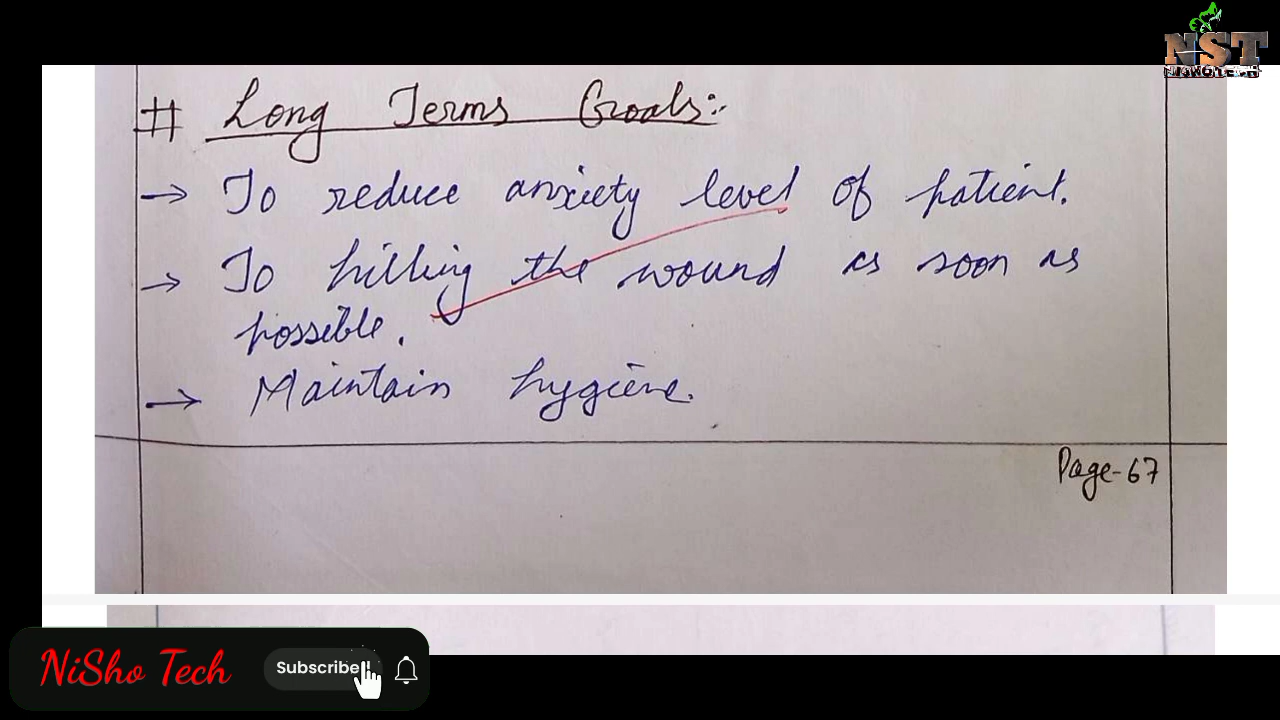 NST
# Long Terms Goals:-
→ To reduce anxiety level of patient.
→ To hilling the wound as soon as
possible.
→ Maintain hygiene.
Page-67
NiSho Tech
Subscribe